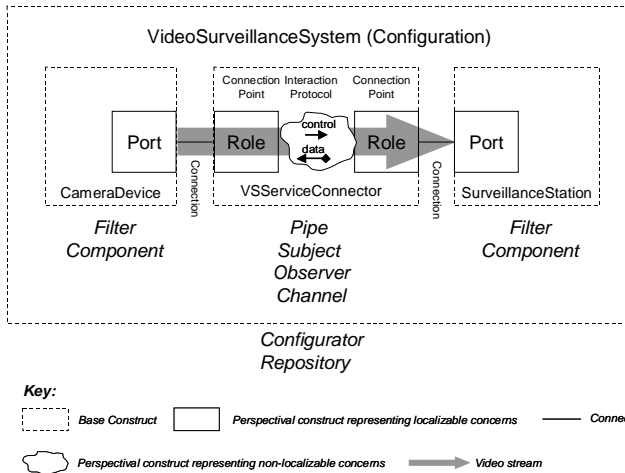 VideoSurveillanceSystem (Configuration)
Connection Point
Interaction Protocol
Connection Point
Port
Role
control
data
Role
Port
Connection
Connection
CameraDevice
VSServiceConnector
SurveillanceStation
Filter
Component
Pipe
Subject
Observer
Channel
Filter
Component
Configurator
Repository
Key:
Base Construct
Perspectival construct representing localizable concerns
Perspectival construct representing non-localizable concerns
Video stream